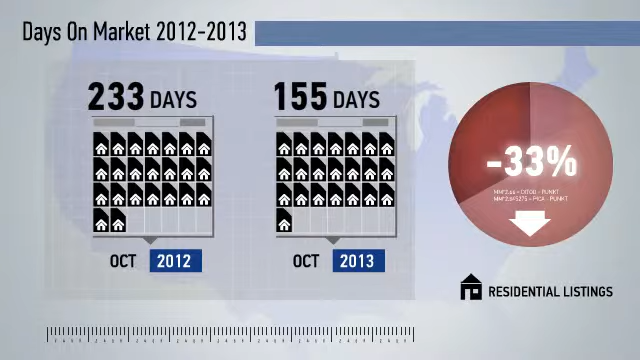 Days On Market 2012-2013
233 DAYS
155 DAYS
-33%
OCT 2012
OCT 2013
RESIDENTIAL LISTINGS